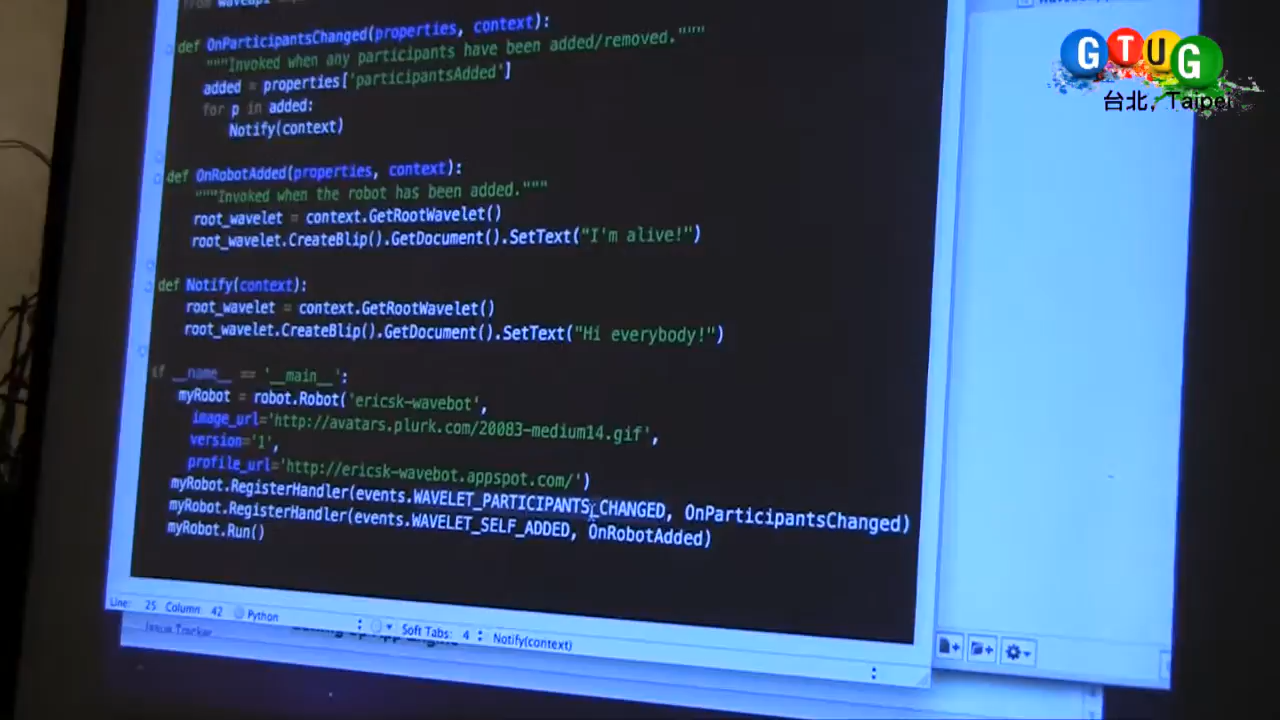 from waveapi
def OnParticipantsChanged(properties, context):
"""Invoked when any participants have been added/removed."""
added = properties['participantsAdded']
for p in added:
Notify(context)
def OnRobotAdded(properties, context):
"""Invoked when the robot has been added."""
root_wavelet = context.GetRootWavelet()
root_wavelet.CreateBlip().GetDocument().SetText("I'm alive!")
def Notify(context):
root_wavelet = context.GetRootWavelet()
root_wavelet.CreateBlip().GetDocument().SetText("Hi everybody!")
if __name__ == '__main__':
myRobot = robot.Robot('ericsk-wavebot',
image_url='http://avatars.plurk.com/20083-medium14.gif',
version='1',
profile_url='http://ericsk-wavebot.appspot.com/')
myRobot.RegisterHandler(events.WAVELET_PARTICIPANTS_CHANGED, OnParticipantsChanged)
myRobot.RegisterHandler(events.WAVELET_SELF_ADDED, OnRobotAdded)
myRobot.Run()
Line: 25 Column: 42 Python Soft Tabs: 4 Notify(context)
Issue Tracker
GTUG
台北, Taipei